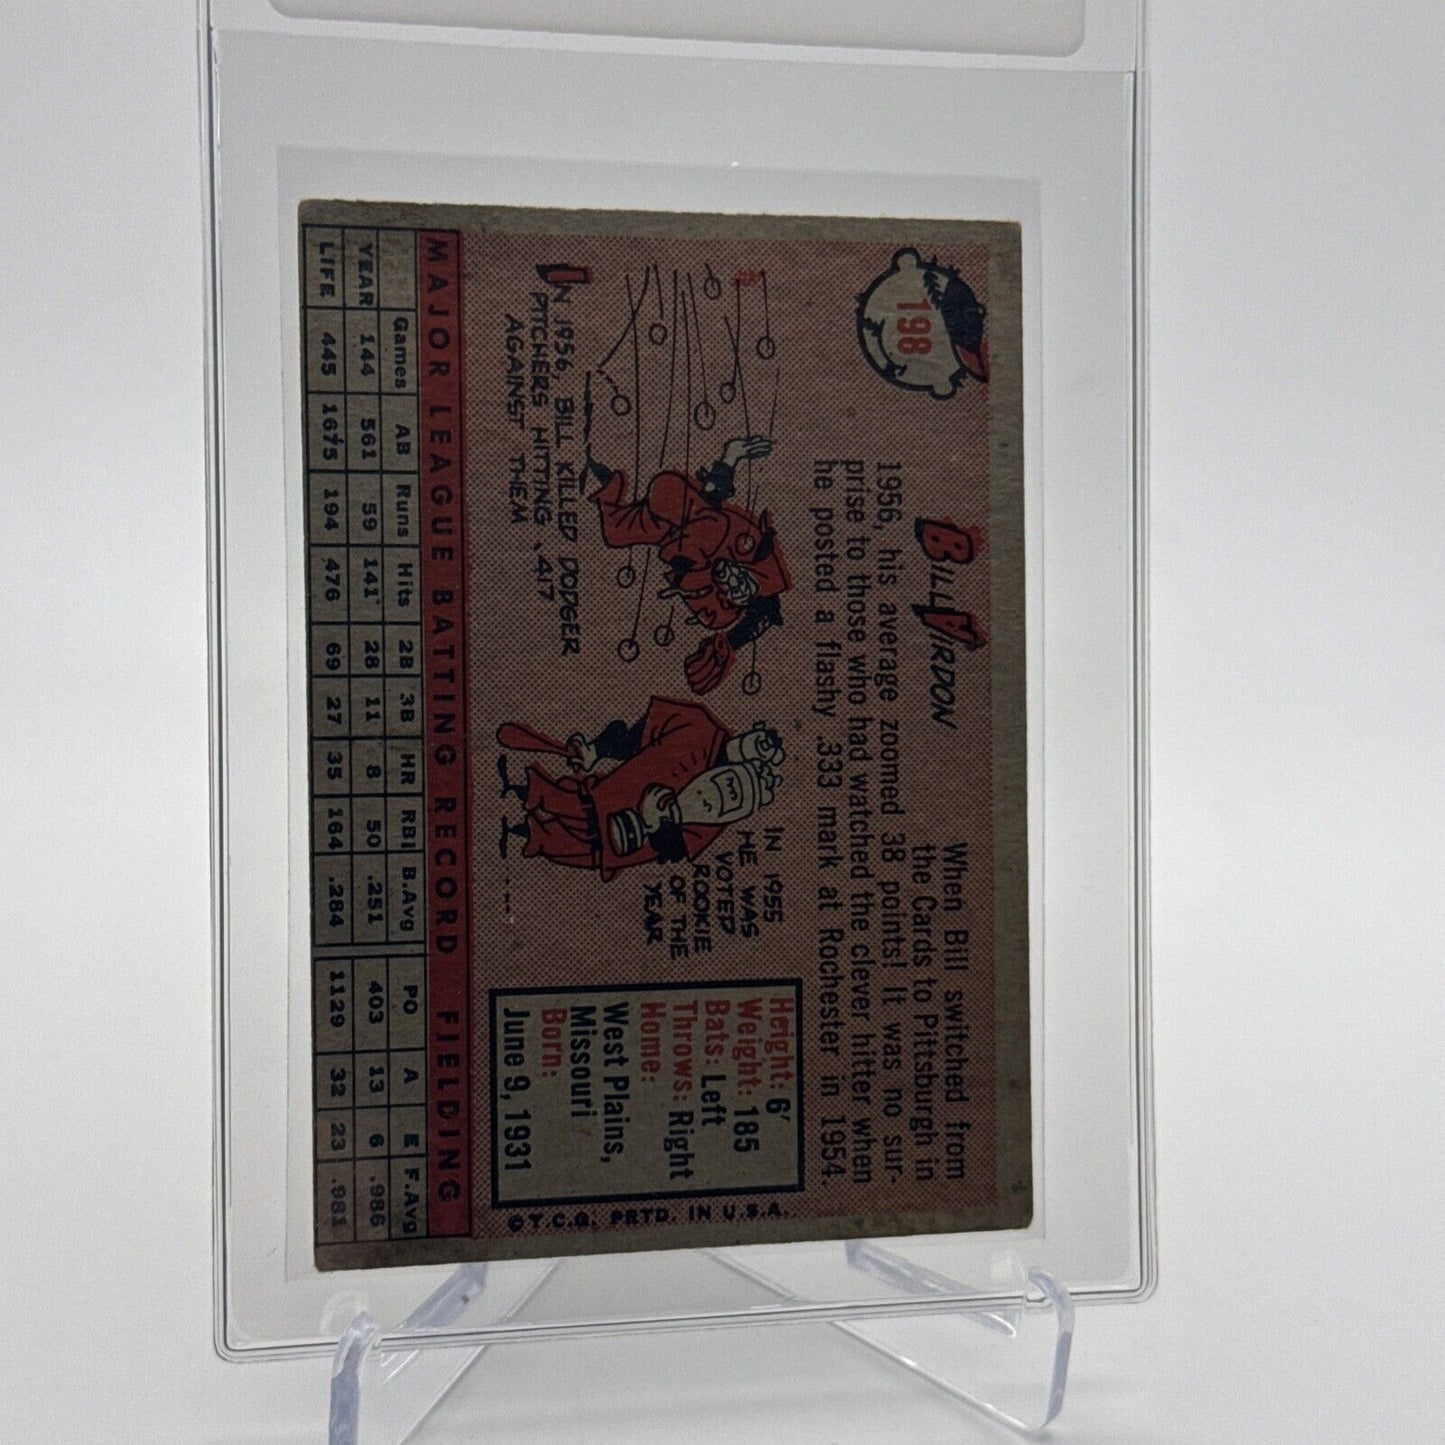 198
BILL VIRDON
When Bill switched from
the Cards to Pittsburgh in
1956, his average zoomed 38 points! It was no sur-
prise to those who had watched the clever hitter when
he posted a flashy .333 mark at Rochester in 1954.
IN 1956, BILL KILLED DODGER
PITCHERS HITTING .417
AGAINST THEM
IN 1955
HE WAS
VOTED
ROOKIE
OF THE
YEAR
Height: 6'
Weight: 185
Bats: Left
Throws: Right
Home:
West Plains,
Missouri
Born:
June 9, 1931
©T.C.G. PRTD. IN U.S.A.
MAJOR LEAGUE BATTING RECORD FIELDING
Games AB Runs Hits 2B 3B HR RBI B.Avg PO A E F.Avg
YEAR 144 561 59 141 28 11 8 50 .251 403 13 6 .986
LIFE 445 1675 194 476 69 27 35 164 .284 1129 32 23 .981